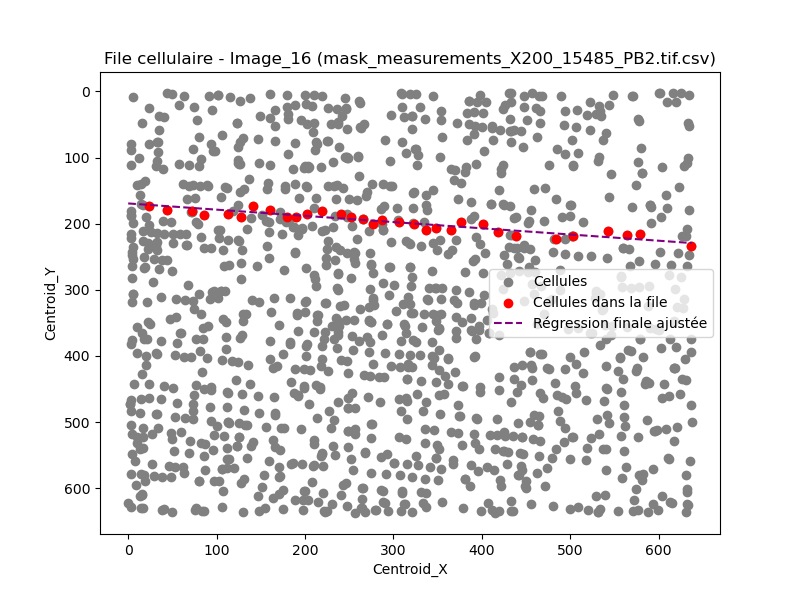 File cellulaire - Image_16 (mask_measurements_X200_15485_PB2.tif.csv)
Centroid_Y
0
100
200
300
400
500
600
Cellules
Cellules dans la file
Régression finale ajustée
0 100 200 300 400 500 600
Centroid_X